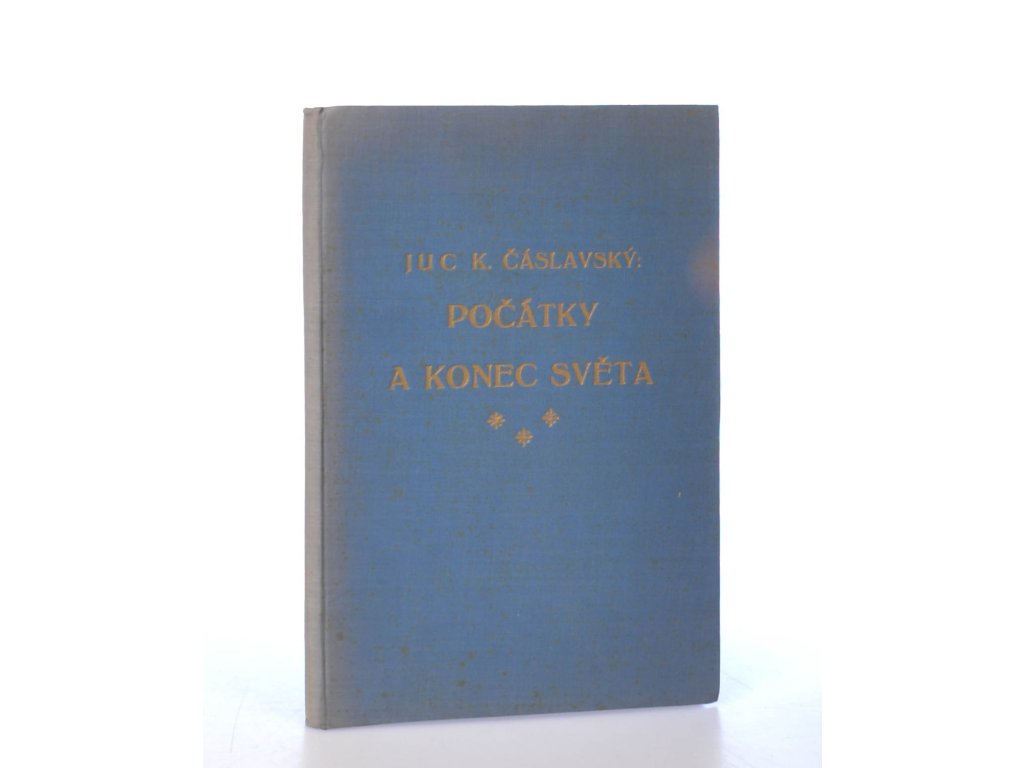 JUC K. ČÁSLAVSKÝ:
POČÁTKY
A KONEC SVĚTA